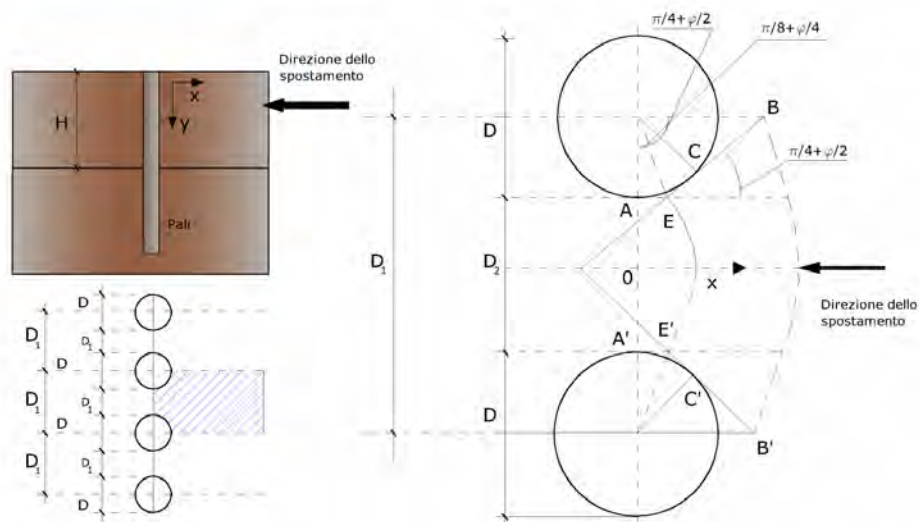 Direzione dello
spostamento
H
x
y
Pali
D
D₁
D₁
D
D₁
D₁
D
D₁
D₁
D
π/4+φ/2
π/8+φ/4
D
B
C
π/4+φ/2
A
E
D₁
D₂
0
x
Direzione dello
spostamento
E'
A'
C'
D
B'